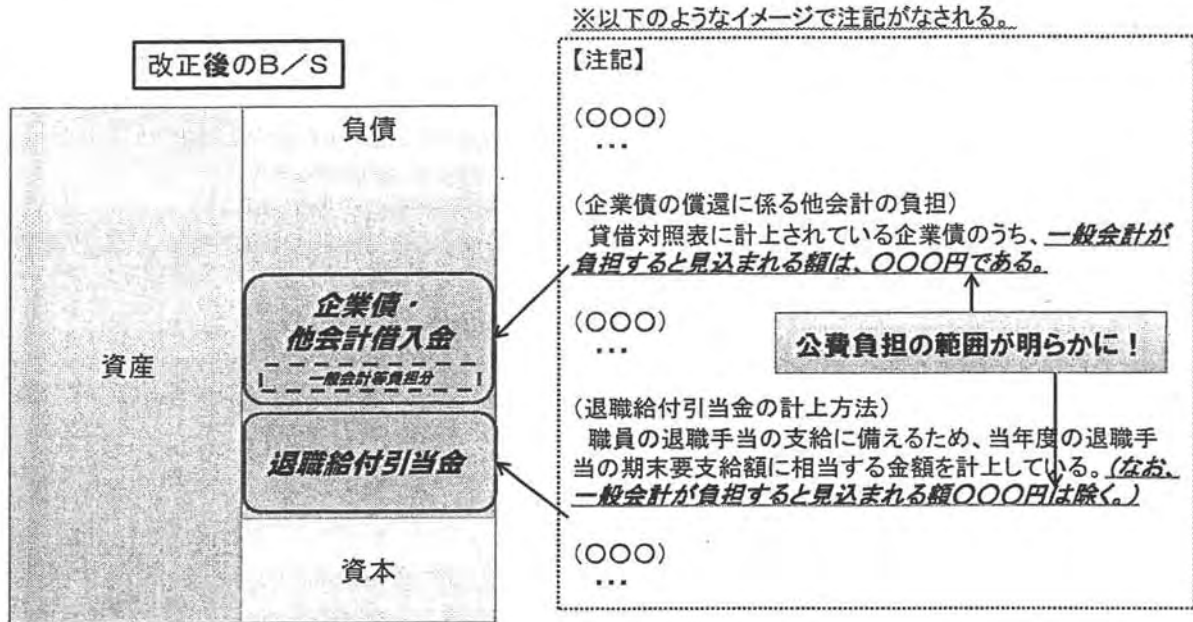 ※以下のようなイメージで注記がなされる。
改正後のB／S
資産
負債
企業債・
他会計借入金
一般会計等負担分
退職給付引当金
資本
【注記】
(〇〇〇)
・・・
(企業債の償還に係る他会計の負担)
貸借対照表に計上されている企業債のうち、一般会計が
負担すると見込まれる額は、〇〇〇円である。
(〇〇〇)
・・・
公費負担の範囲が明らかに！
(退職給付引当金の計上方法)
職員の退職手当の支給に備えるため、当年度の退職手
当の期末要支給額に相当する金額を計上している。(なお、
一般会計が負担すると見込まれる額〇〇〇円は除く。)
(〇〇〇)
・・・